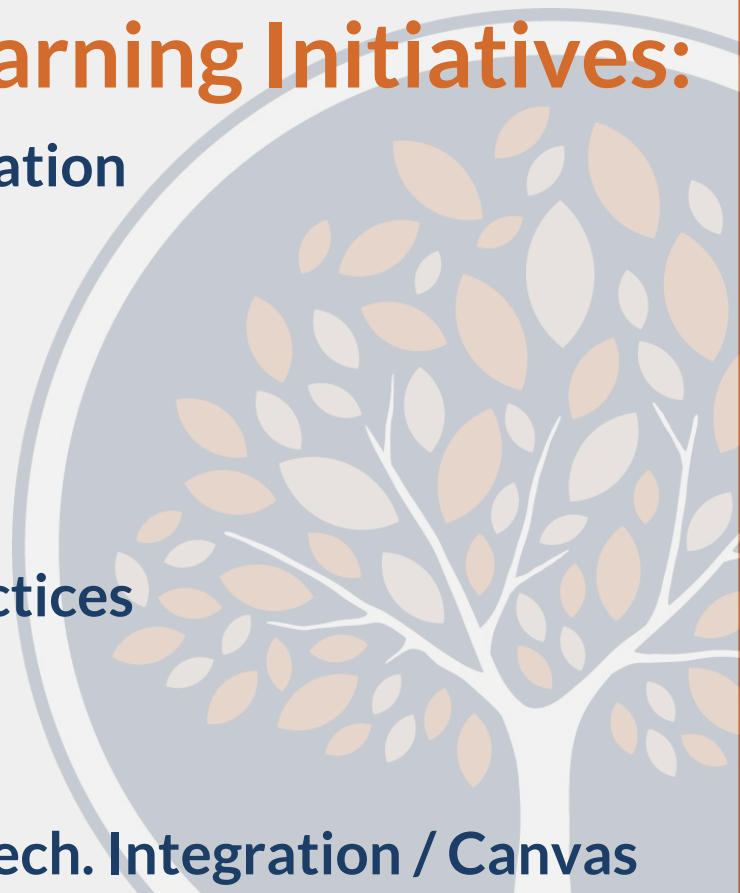 arning Initiatives:
ation
ctices
ech. Integration / Canvas